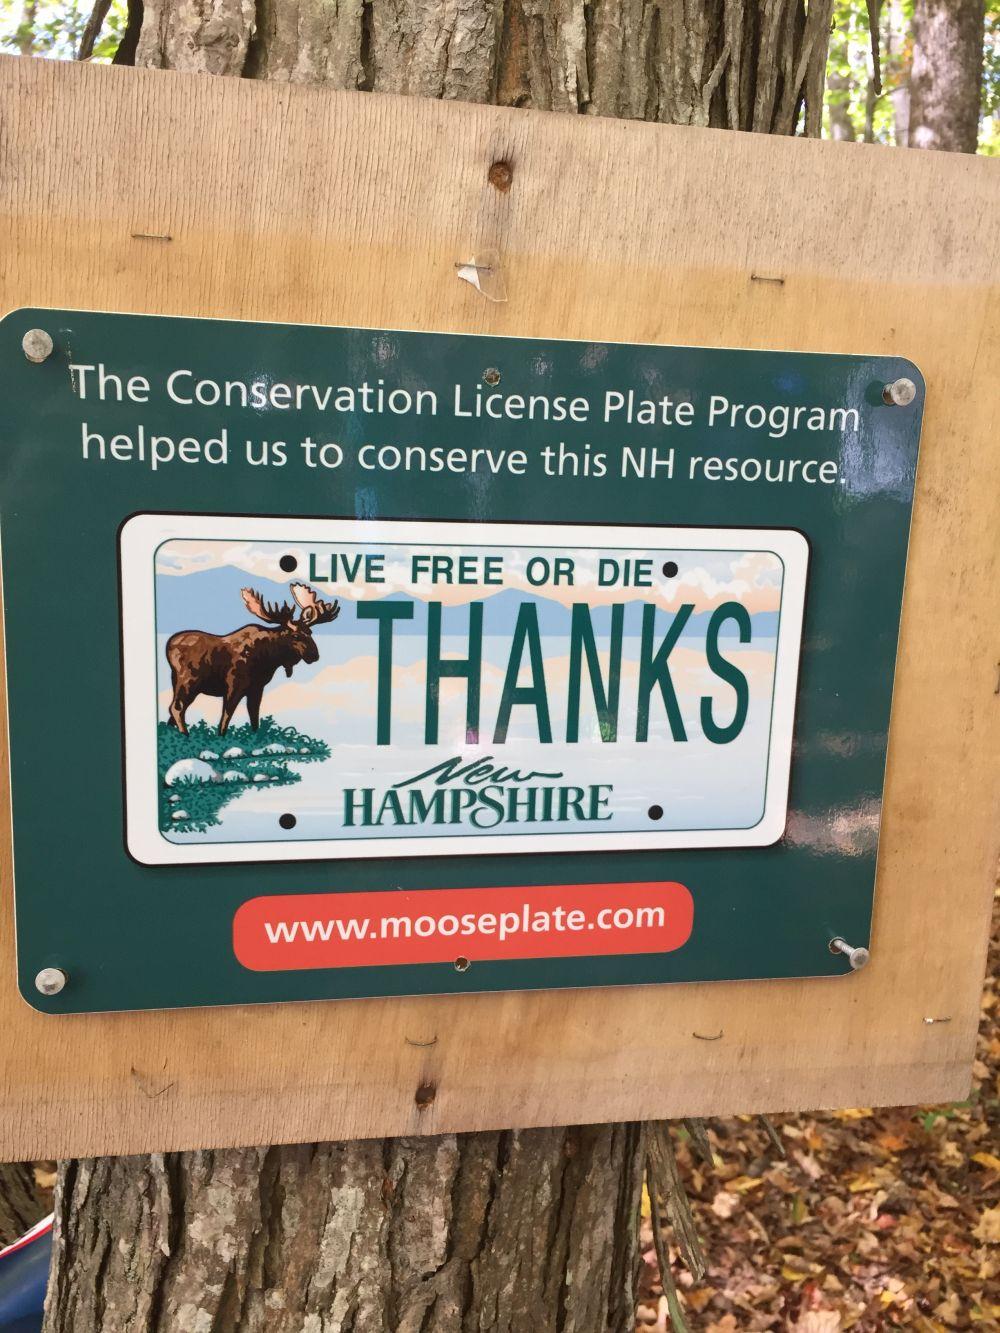 The Conservation License Plate Program
helped us to conserve this NH resource.
LIVE FREE OR DIE
THANKS
New
HAMPSHIRE
www.mooseplate.com